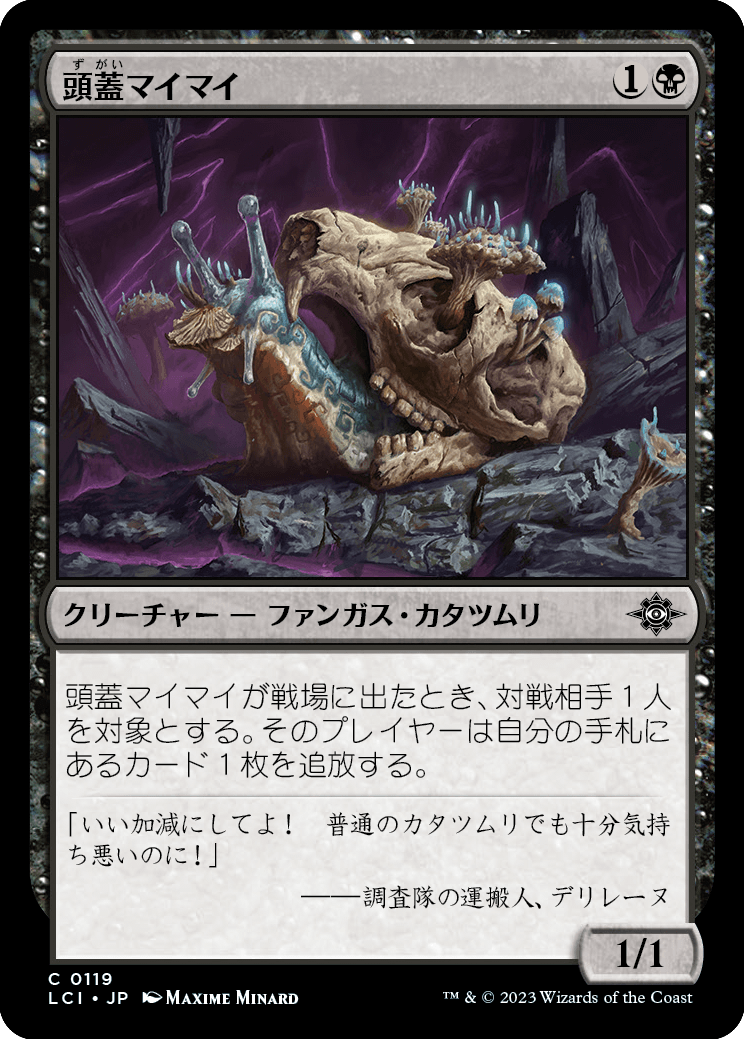 ずがい
頭蓋マイマイ 1
クリーチャー — ファンガス・カタツムリ
頭蓋マイマイが戦場に出たとき、対戦相手１人
を対象とする。そのプレイヤーは自分の手札に
あるカード１枚を追放する。
「いい加減にしてよ！　普通のカタツムリでも十分気持
ち悪いのに！」
――調査隊の運搬人、デリレーヌ
1/1
C 0119
LCI • JP MAXIME MINARD
™ & © 2023 Wizards of the Coast